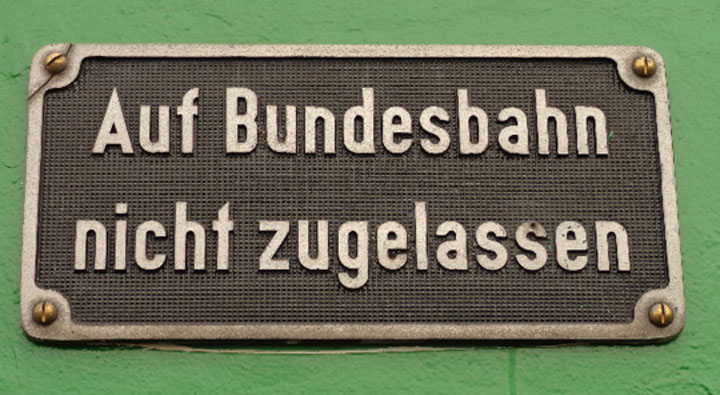 Auf Bundesbahn
nicht zugelassen